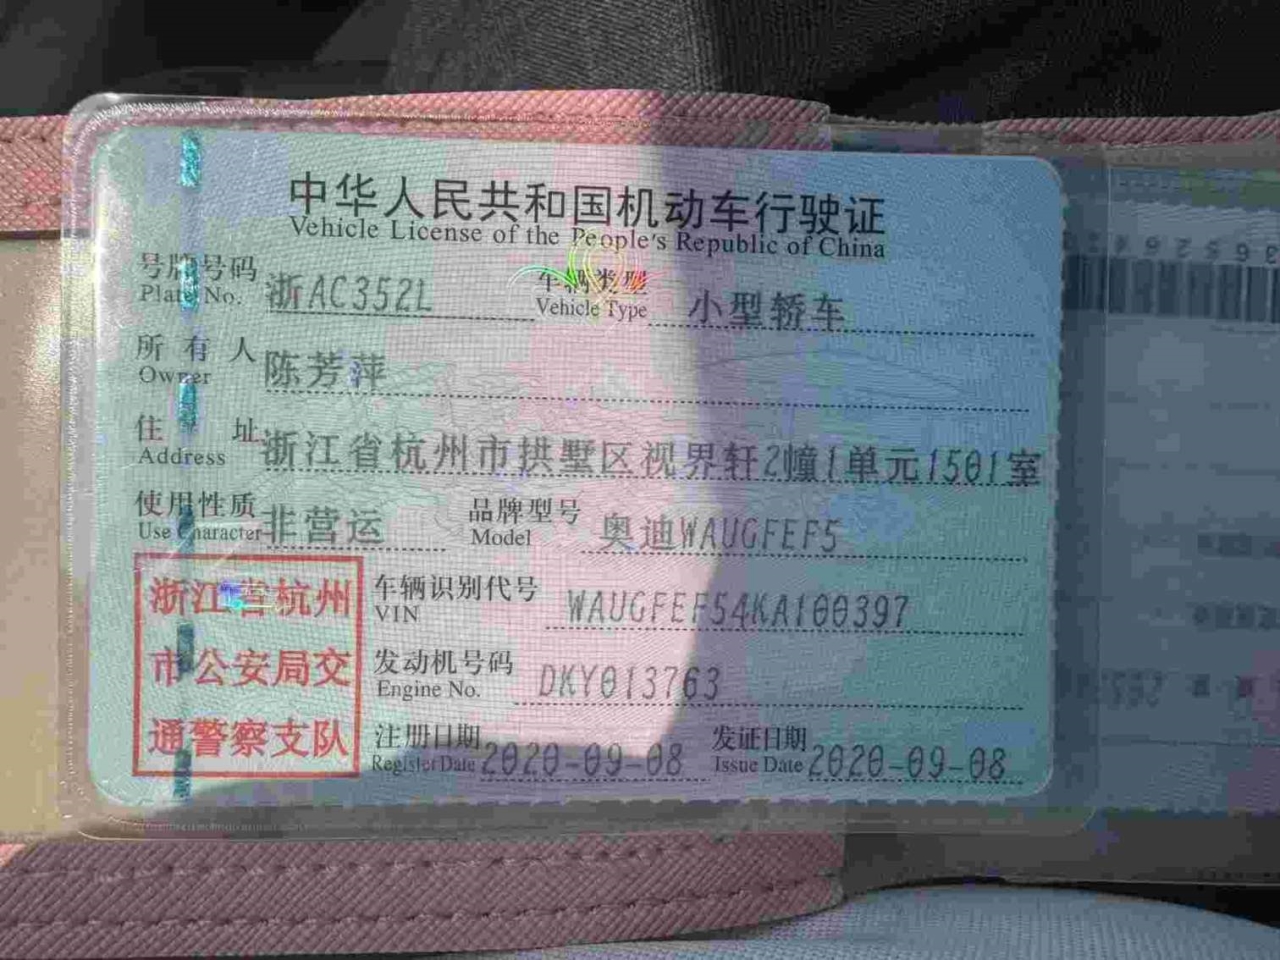 中华人民共和国机动车行驶证
Vehicle License of the People's Republic of China
号牌号码 浙AC352L 车辆类型 小型轿车
Plate No. Vehicle Type
所有人 陈芳萍
Owner
住址 浙江省杭州市拱墅区视界轩2幢1单元1501室
Address
使用性质 非营运 品牌型号 奥迪WAUGFEF5
Use Character Model
浙江省杭州
市公安局交
通警察支队
车辆识别代号 WAUGFEF54KA100397
VIN
发动机号码 DKY013763
Engine No.
注册日期 2020-09-08 发证日期 2020-09-08
Register Date Issue Date